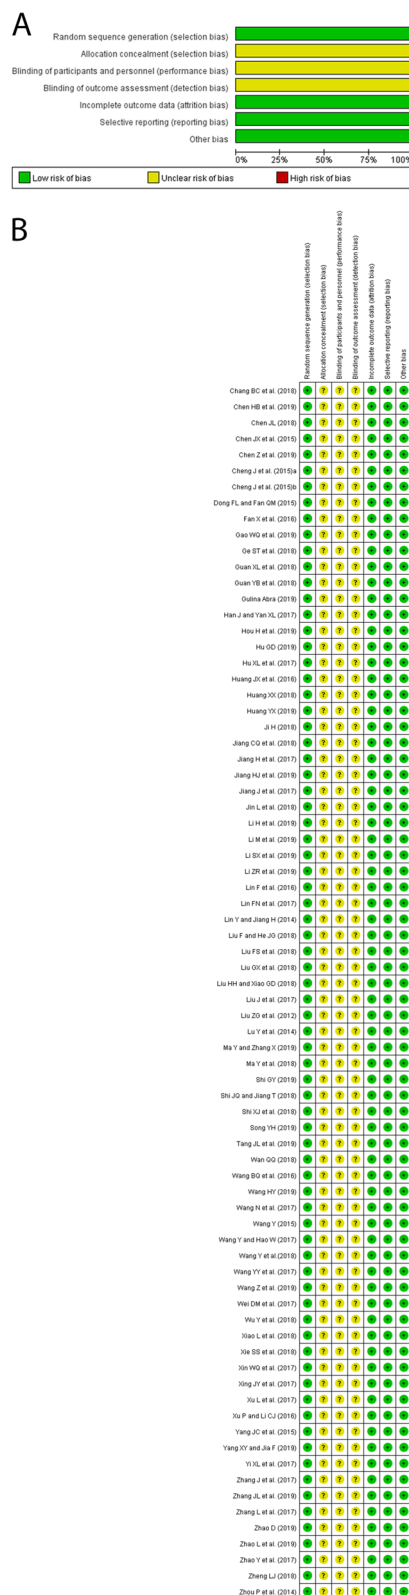 A
Random sequence generation (selection bias)
Allocation concealment (selection bias)
Blinding of participants and personnel (performance bias)
Blinding of outcome assessment (detection bias)
Incomplete outcome data (attrition bias)
Selective reporting (reporting bias)
Other bias
0% 25% 50% 75% 100%
Low risk of bias Unclear risk of bias High risk of bias
B
Random sequence generation (selection bias)
Allocation concealment (selection bias)
Blinding of participants and personnel (performance bias)
Blinding of outcome assessment (detection bias)
Incomplete outcome data (attrition bias)
Selective reporting (reporting bias)
Other bias
Chang BC et al. (2018) + ? ? ? + + +
Chen HB et al. (2019) + ? ? ? + + +
Chen JL (2018) + ? ? ? + + +
Chen JX et al. (2015) + ? ? ? + + +
Chen Z et al. (2019) + ? ? ? + + +
Cheng J et al. (2015)a + ? ? ? + + +
Cheng J et al. (2015)b + ? ? ? + + +
Dong FL and Fan QM (2015) + ? ? ? + + +
Fan X et al. (2016) + ? ? ? + + +
Gao WQ et al. (2019) + ? ? ? + + +
Ge ST et al. (2018) + ? ? ? + + +
Guan XL et al. (2018) + ? ? ? + + +
Guan YB et al. (2018) + ? ? ? + + +
Gulina Abra (2019) + ? ? ? + + +
Han J and Yan XL (2017) + ? ? ? + + +
Hou H et al. (2019) + ? ? ? + + +
Hu GD (2019) + ? ? ? + + +
Hu XL et al. (2017) + ? ? ? + + +
Huang JX et al. (2016) + ? ? ? + + +
Huang XX (2018) + ? ? ? + + +
Huang YX (2019) + ? ? ? + + +
Ji H (2018) + ? ? ? + + +
Jiang CQ et al. (2018) + ? ? ? + + +
Jiang H et al. (2017) + ? ? ? + + +
Jiang HJ et al. (2019) + ? ? ? + + +
Jiang J et al. (2017) + ? ? ? + + +
Jin L et al. (2018) + ? ? ? + + +
Li H et al. (2019) + ? ? ? + + +
Li M et al. (2019) + ? ? ? + + +
Li SX et al. (2019) + ? ? ? + + +
Li ZR et al. (2019) + ? ? ? + + +
Lin F et al. (2016) + ? ? ? + + +
Lin FN et al. (2017) + ? ? ? + + +
Lin Y and Jiang H (2014) + ? ? ? + + +
Liu F and He JG (2018) + ? ? ? + + +
Liu FS et al. (2018) + ? ? ? + + +
Liu GX et al. (2018) + ? ? ? + + +
Liu HH and Xiao GD (2018) + ? ? ? + + +
Liu J et al. (2017) + ? ? ? + + +
Liu ZG et al. (2012) + ? ? ? + + +
Lu Y et al. (2014) + ? ? ? + + +
Ma Y and Zhang X (2019) + ? ? ? + + +
Ma Y et al. (2018) + ? ? ? + + +
Shi GY (2019) + ? ? ? + + +
Shi JQ and Jiang T (2018) + ? ? ? + + +
Shi XJ et al. (2018) + ? ? ? + + +
Song YH (2019) + ? ? ? + + +
Tang JL et al. (2019) + ? ? ? + + +
Wan QQ (2018) + ? ? ? + + +
Wang BQ et al. (2016) + ? ? ? + + +
Wang HY (2019) + ? ? ? + + +
Wang N et al. (2017) + ? ? ? + + +
Wang Y (2015) + ? ? ? + + +
Wang Y and Hao W (2017) + ? ? ? + + +
Wang Y et al.(2018) + ? ? ? + + +
Wang YY et al. (2017) + ? ? ? + + +
Wang Z et al. (2019) + ? ? ? + + +
Wei DM et al. (2017) + ? ? ? + + +
Wu Y et al. (2018) + ? ? ? + + +
Xiao L et al. (2018) + ? ? ? + + +
Xie SS et al. (2018) + ? ? ? + + +
Xin WQ et al. (2017) + ? ? ? + + +
Xing JY et al. (2017) + ? ? ? + + +
Xu L et al. (2017) + ? ? ? + + +
Xu P and Li CJ (2016) + ? ? ? + + +
Yang JC et al. (2015) + ? ? ? + + +
Yang XY and Jia F (2019) + ? ? ? + + +
Yi XL et al. (2017) + ? ? ? + + +
Zhang J et al. (2017) + ? ? ? + + +
Zhang JL et al. (2019) + ? ? ? + + +
Zhang L et al. (2017) + ? ? ? + + +
Zhao D (2019) + ? ? ? + + +
Zhao L et al. (2019) + ? ? ? + + +
Zhao Y et al. (2017) + ? ? ? + + +
Zheng LJ (2018) + ? ? ? + + +
Zhou P et al. (2014) + ? ? ? + + +